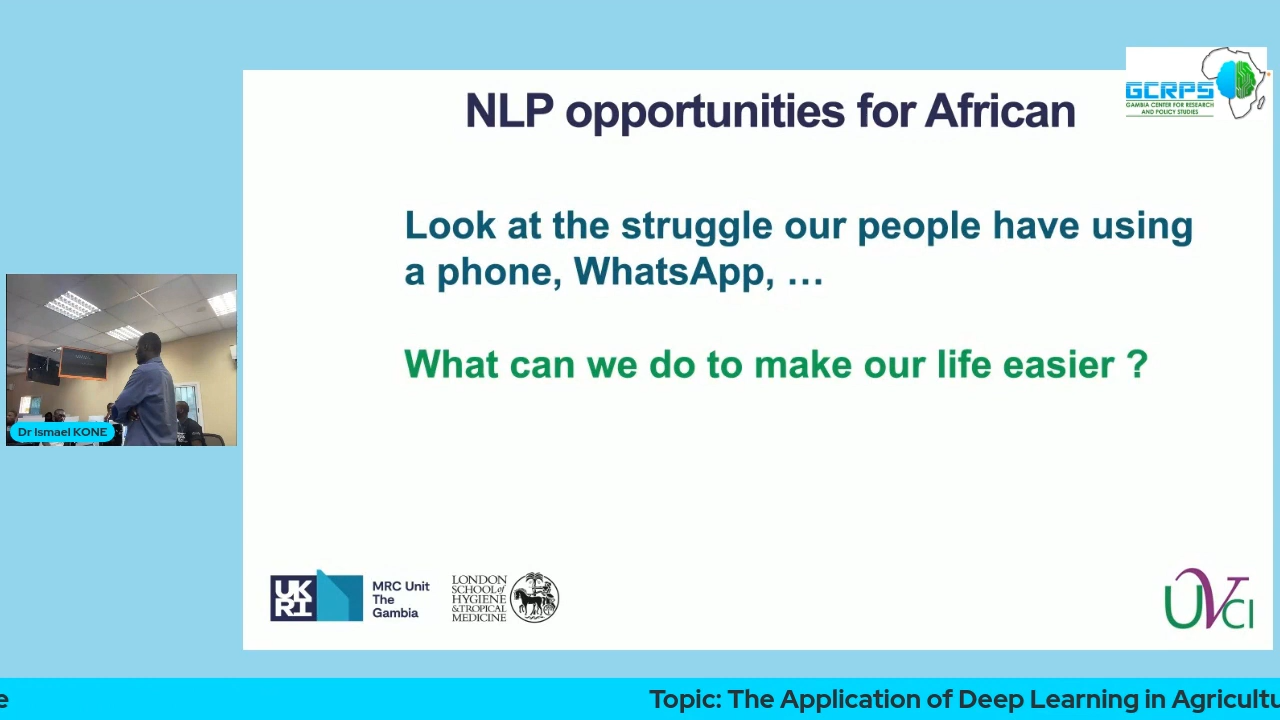 NLP opportunities for African
GCRPS
GAMBIA CENTER FOR RESEARCH
AND POLICY STUDIES
Look at the struggle our people have using
a phone, WhatsApp, …
What can we do to make our life easier ?
Dr Ismael KONE
UK
RI
MRC Unit
The
Gambia
LONDON
SCHOOL of
HYGIENE
& TROPICAL
MEDICINE
UVCI
e
Topic: The Application of Deep Learning in Agricultu